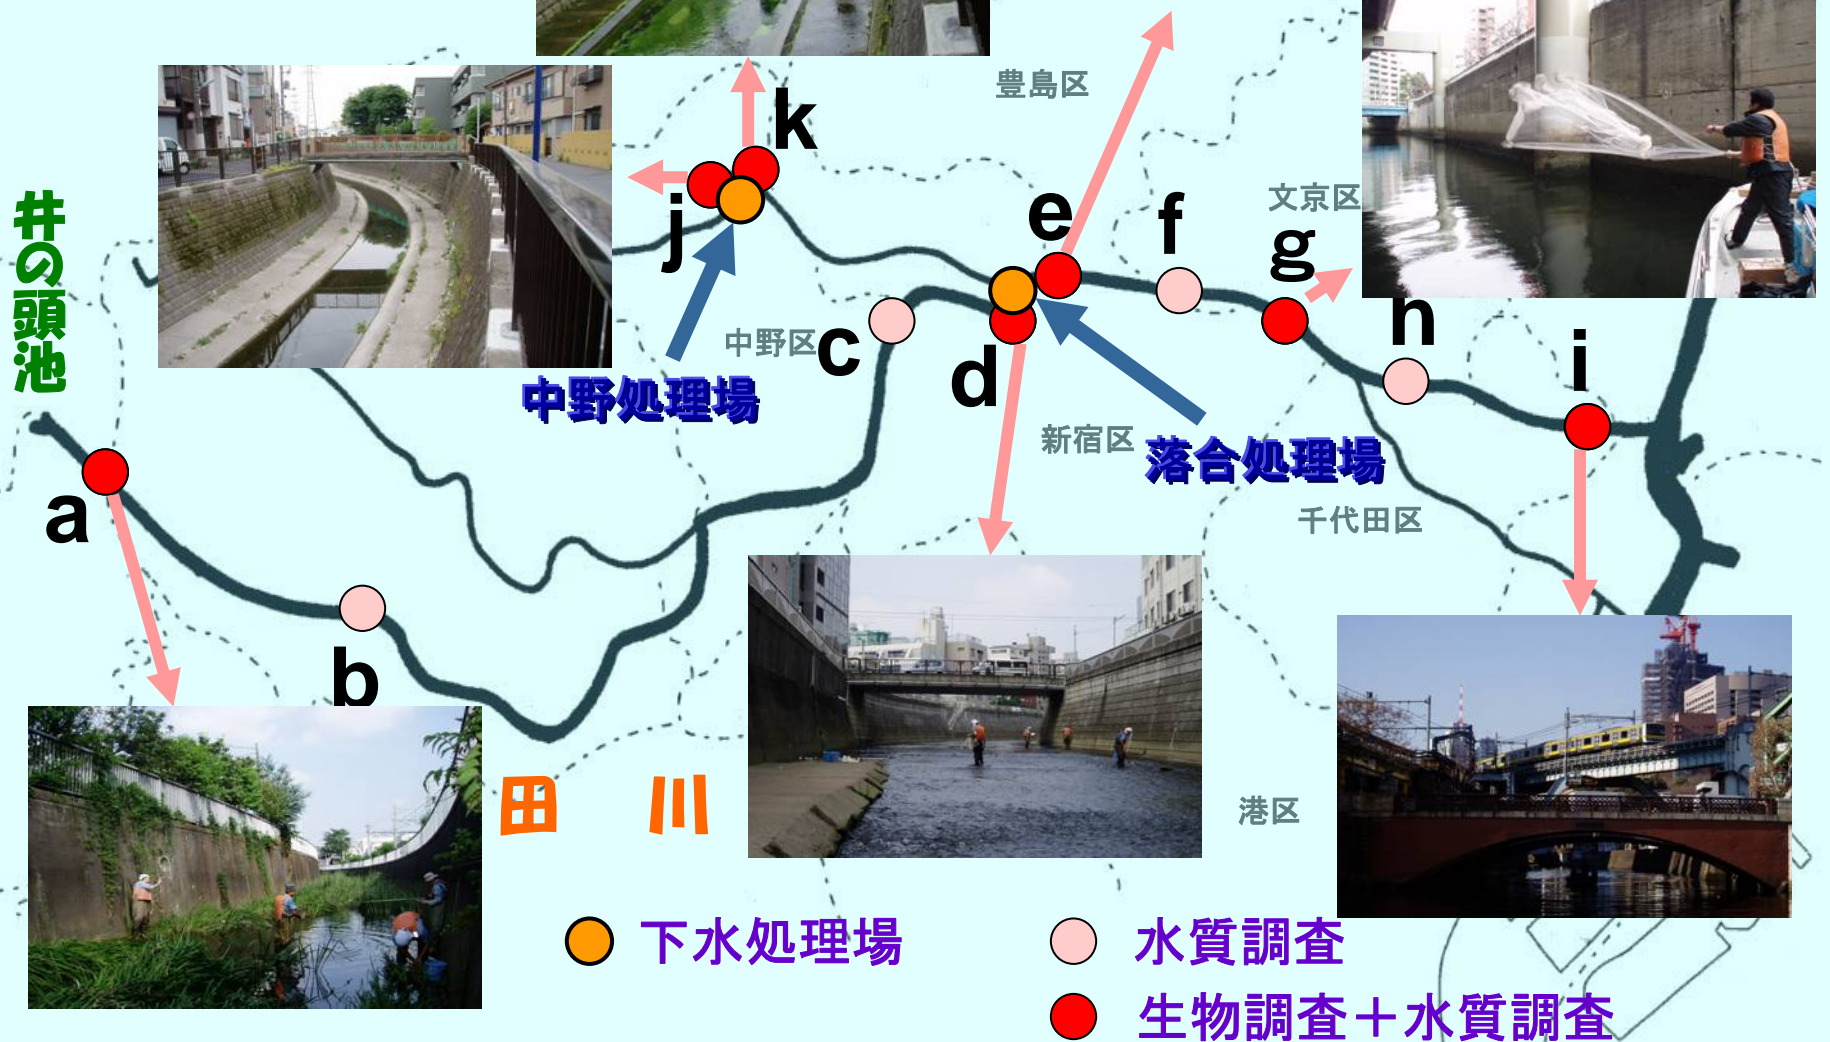 豊島区
k
井の頭池
j
e
f
文京区
g
中野区
c
d
h
i
中野処理場
新宿区
落合処理場
a
千代田区
b
田 川
港区
下水処理場
水質調査
生物調査＋水質調査